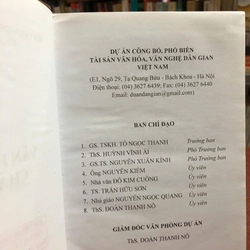 DỰ ÁN CÔNG BỐ, PHỔ BIẾN
TÀI SẢN VĂN HÓA, VĂN NGHỆ DÂN GIAN
VIỆT NAM
(E1, Ngõ 29, Tạ Quang Bửu - Bách Khoa - Hà Nội
Điện thoại: (04) 3627 6439; Fax: (04) 3627 6440
Email: duandangian@gmail.com)
BAN CHỈ ĐẠO
1. GS. TSKH. TÔ NGỌC THANH Trưởng ban
2. ThS. HUỲNH VĨNH ÁI Phó Trưởng ban
3. GS.TS. NGUYỄN XUÂN KÍNH Phó Trưởng ban
4. Ông NGUYỄN KIỂM Ủy viên
5. Nhà văn ĐỖ KIM CUÔNG Ủy viên
6. TS. TRẦN HỮU SƠN Ủy viên
7. Nhà giáo NGUYỄN NGỌC QUANG Ủy viên
8. ThS. ĐOÀN THANH NÔ Ủy viên
GIÁM ĐỐC VĂN PHÒNG DỰ ÁN
ThS. ĐOÀN THANH NÔ